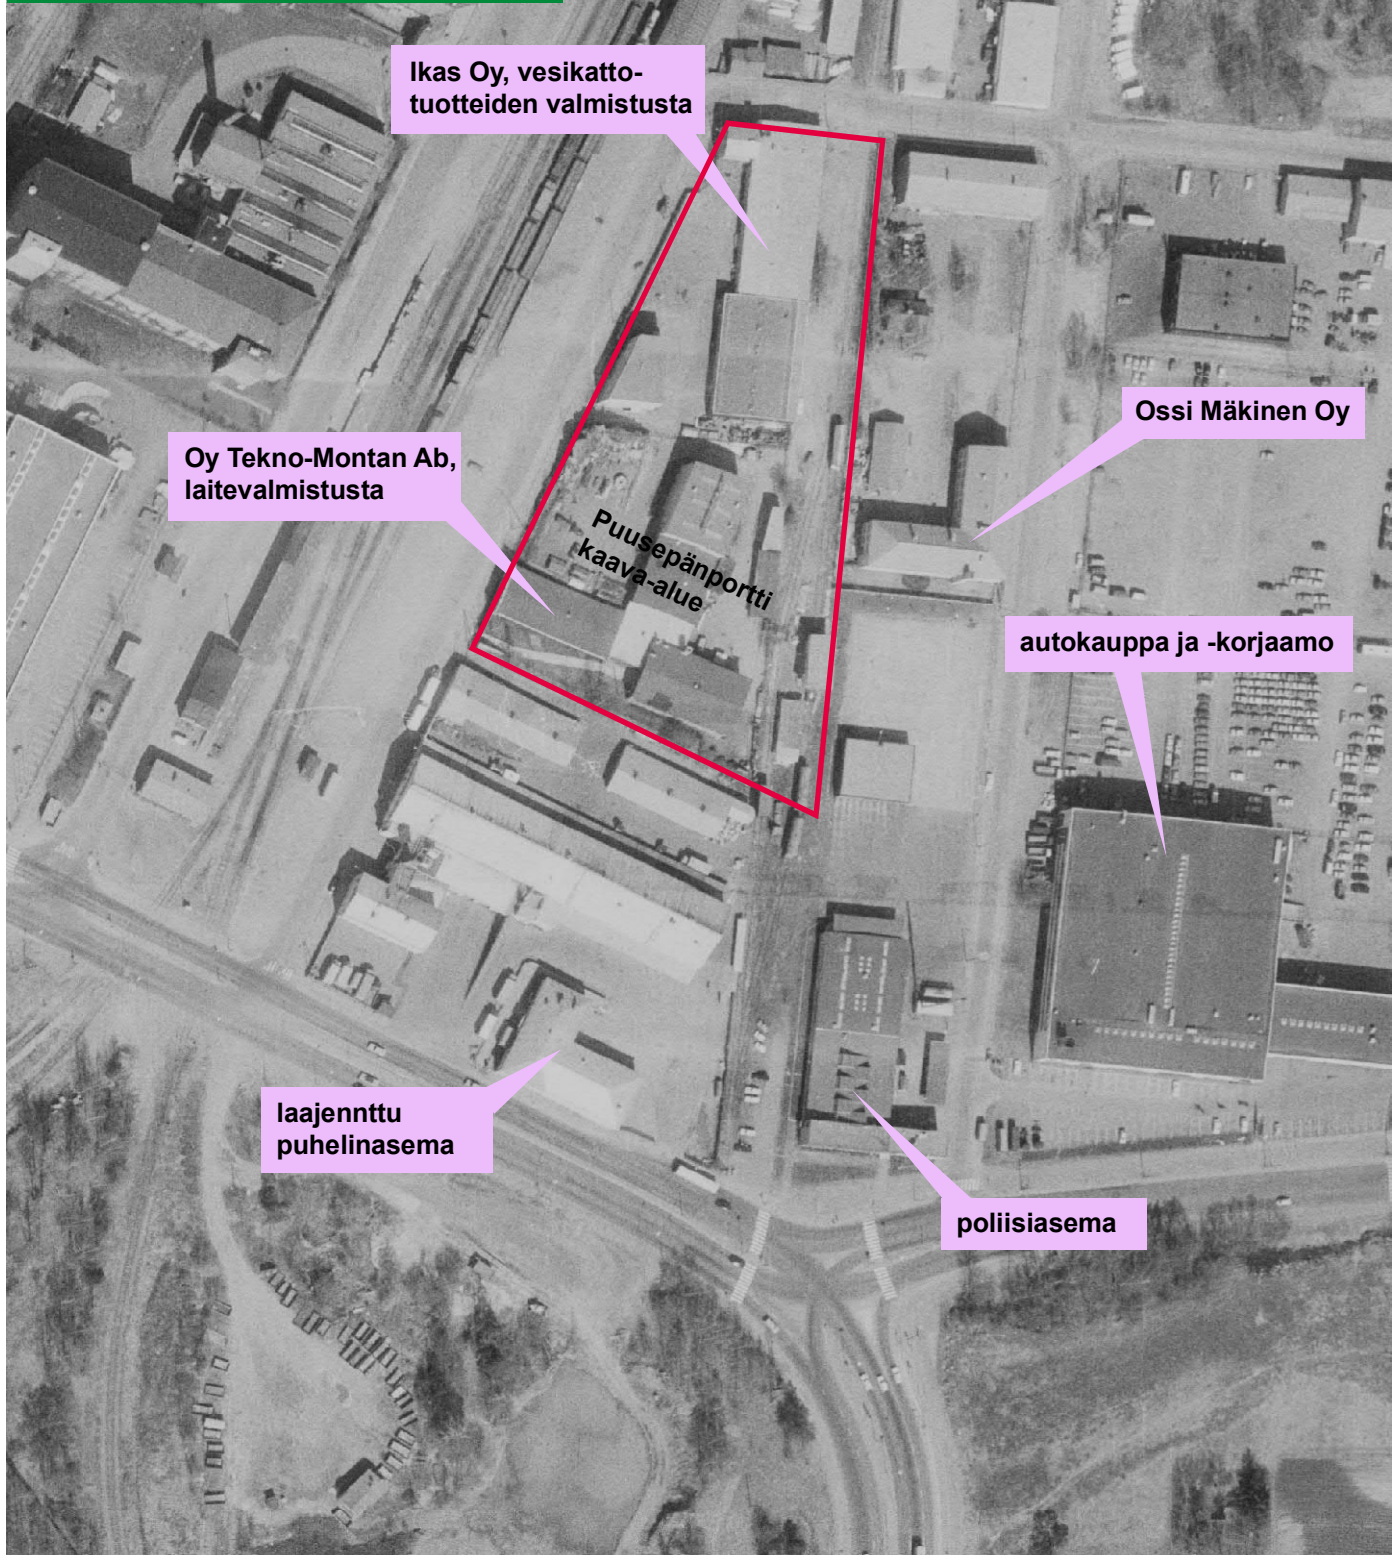 Ikas Oy, vesikatto-
tuotteiden valmistusta
Ossi Mäkinen Oy
Oy Tekno-Montan Ab,
laitevalmistusta
Puusepänportti
kaava-alue
autokauppa ja -korjaamo
laajennttu
puhelinasema
poliisiasema